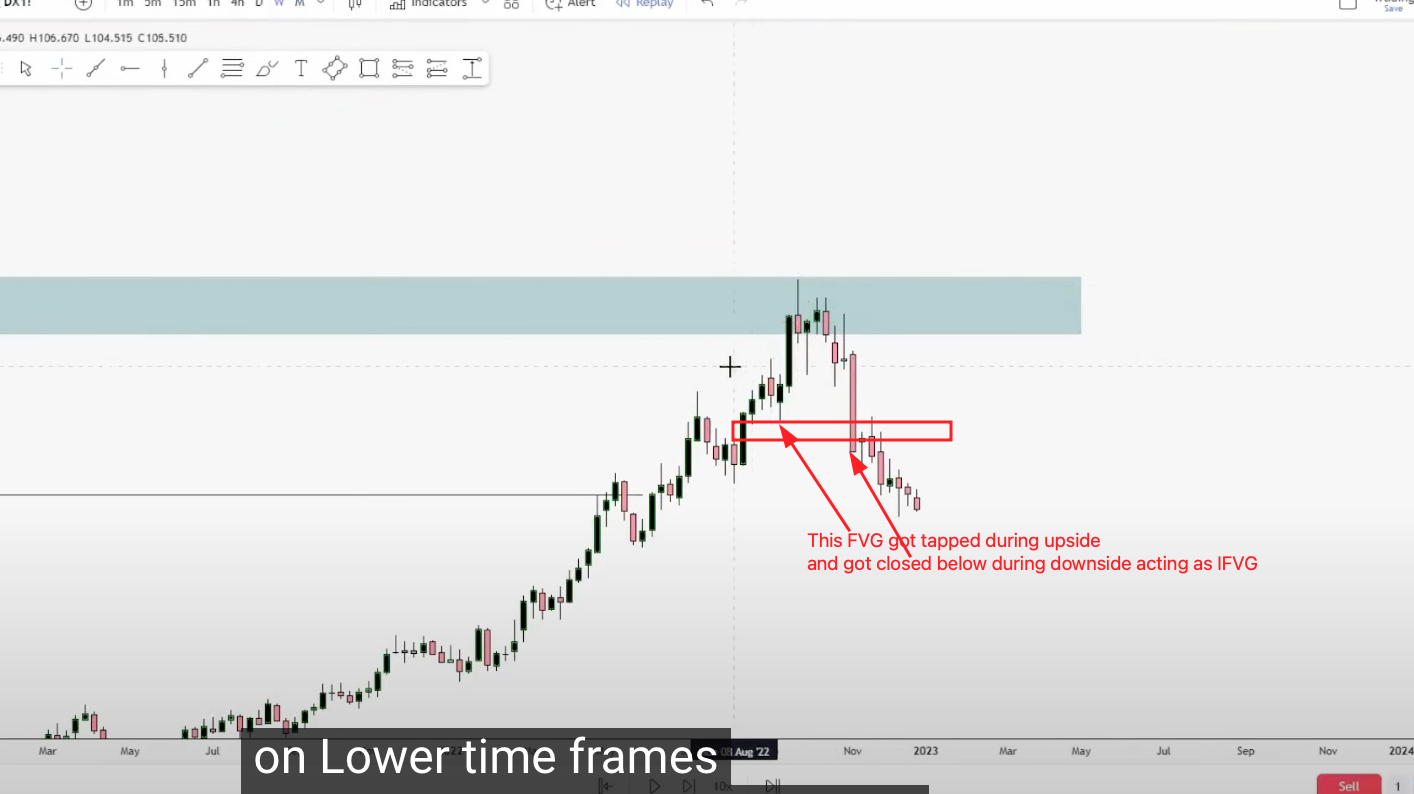 DX1! 1m 5m 15m 1h 4h D W M Indicators Alert Replay
Save
H106.670 L104.515 C105.510
This FVG got tapped during upside
and got closed below during downside acting as IFVG
Mar May Jul 08 Aug '22 Nov 2023 Mar May Jul Sep Nov 2024
on Lower time frames
10x Sell 1